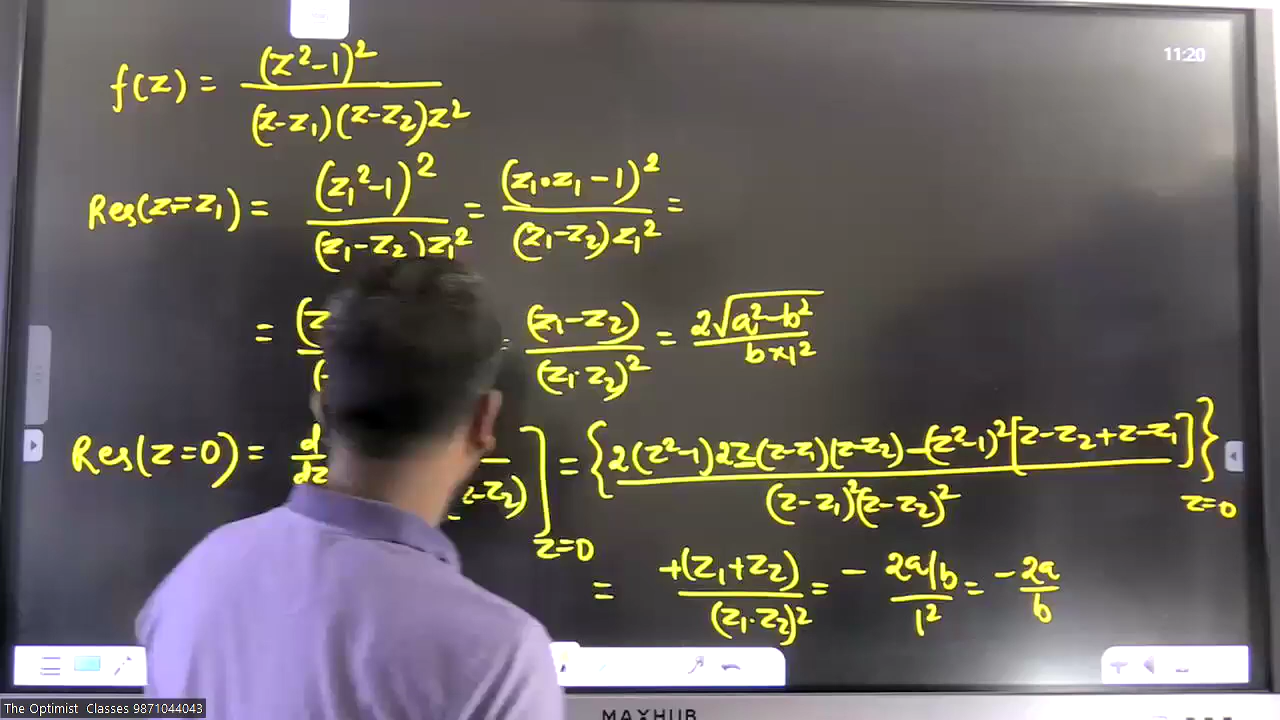 11:20
f(z) = (z²-1)² / (z-z₁)(z-z₂)z²
Res(z=z₁) = (z₁²-1)² / (z₁-z₂)z₁² = (z₁·z₁-1)² / (z₁-z₂)z₁² =
= (z₁-z₂) / (z₁·z₂)² = 2√(a²-b²) / b×1²
Res(z=0) = d/dz z-z₂) ]z=0 = { 2(z²-1)2z(z-z₁)(z-z₂) - (z²-1)²[z-z₂+z-z₁] / (z-z₁)²(z-z₂)² }z=0
= +(z₁+z₂) / (z₁·z₂)² = - 2a/b / 1² = - 2a / b
The Optimist Classes 9871044043
MAXHUB